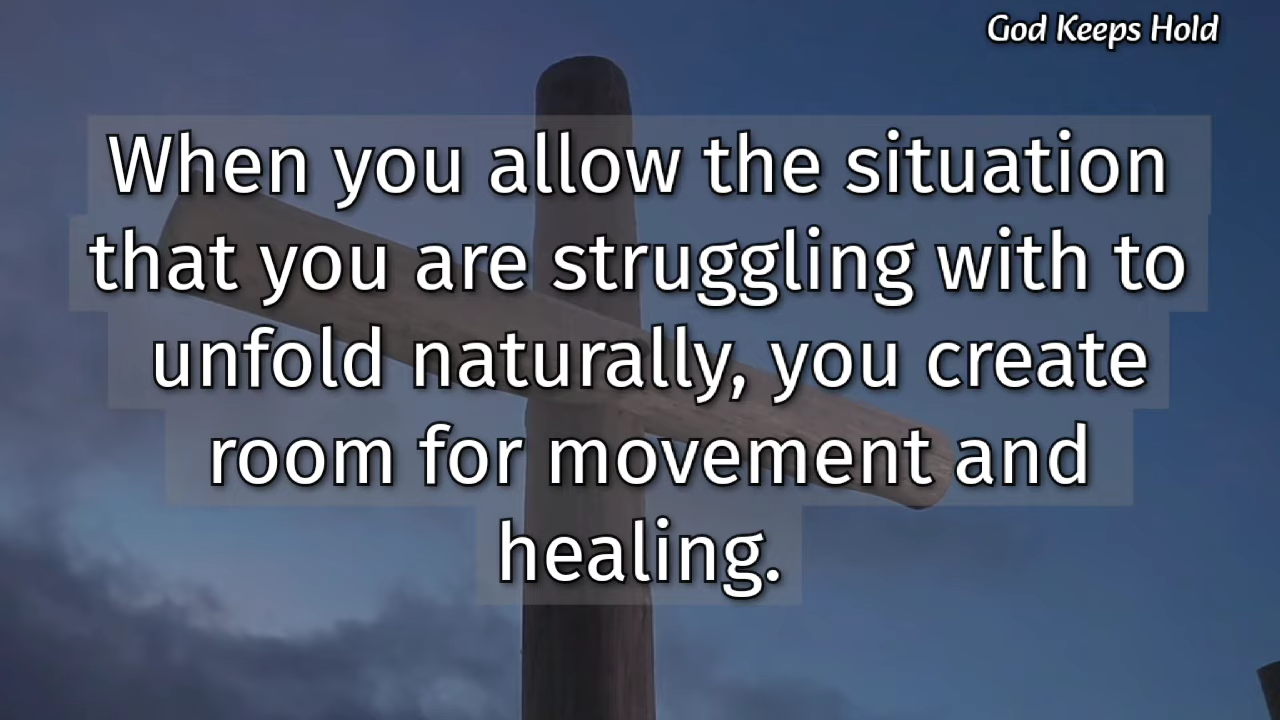 God Keeps Hold
When you allow the situation
that you are struggling with to
unfold naturally, you create
room for movement and
healing.